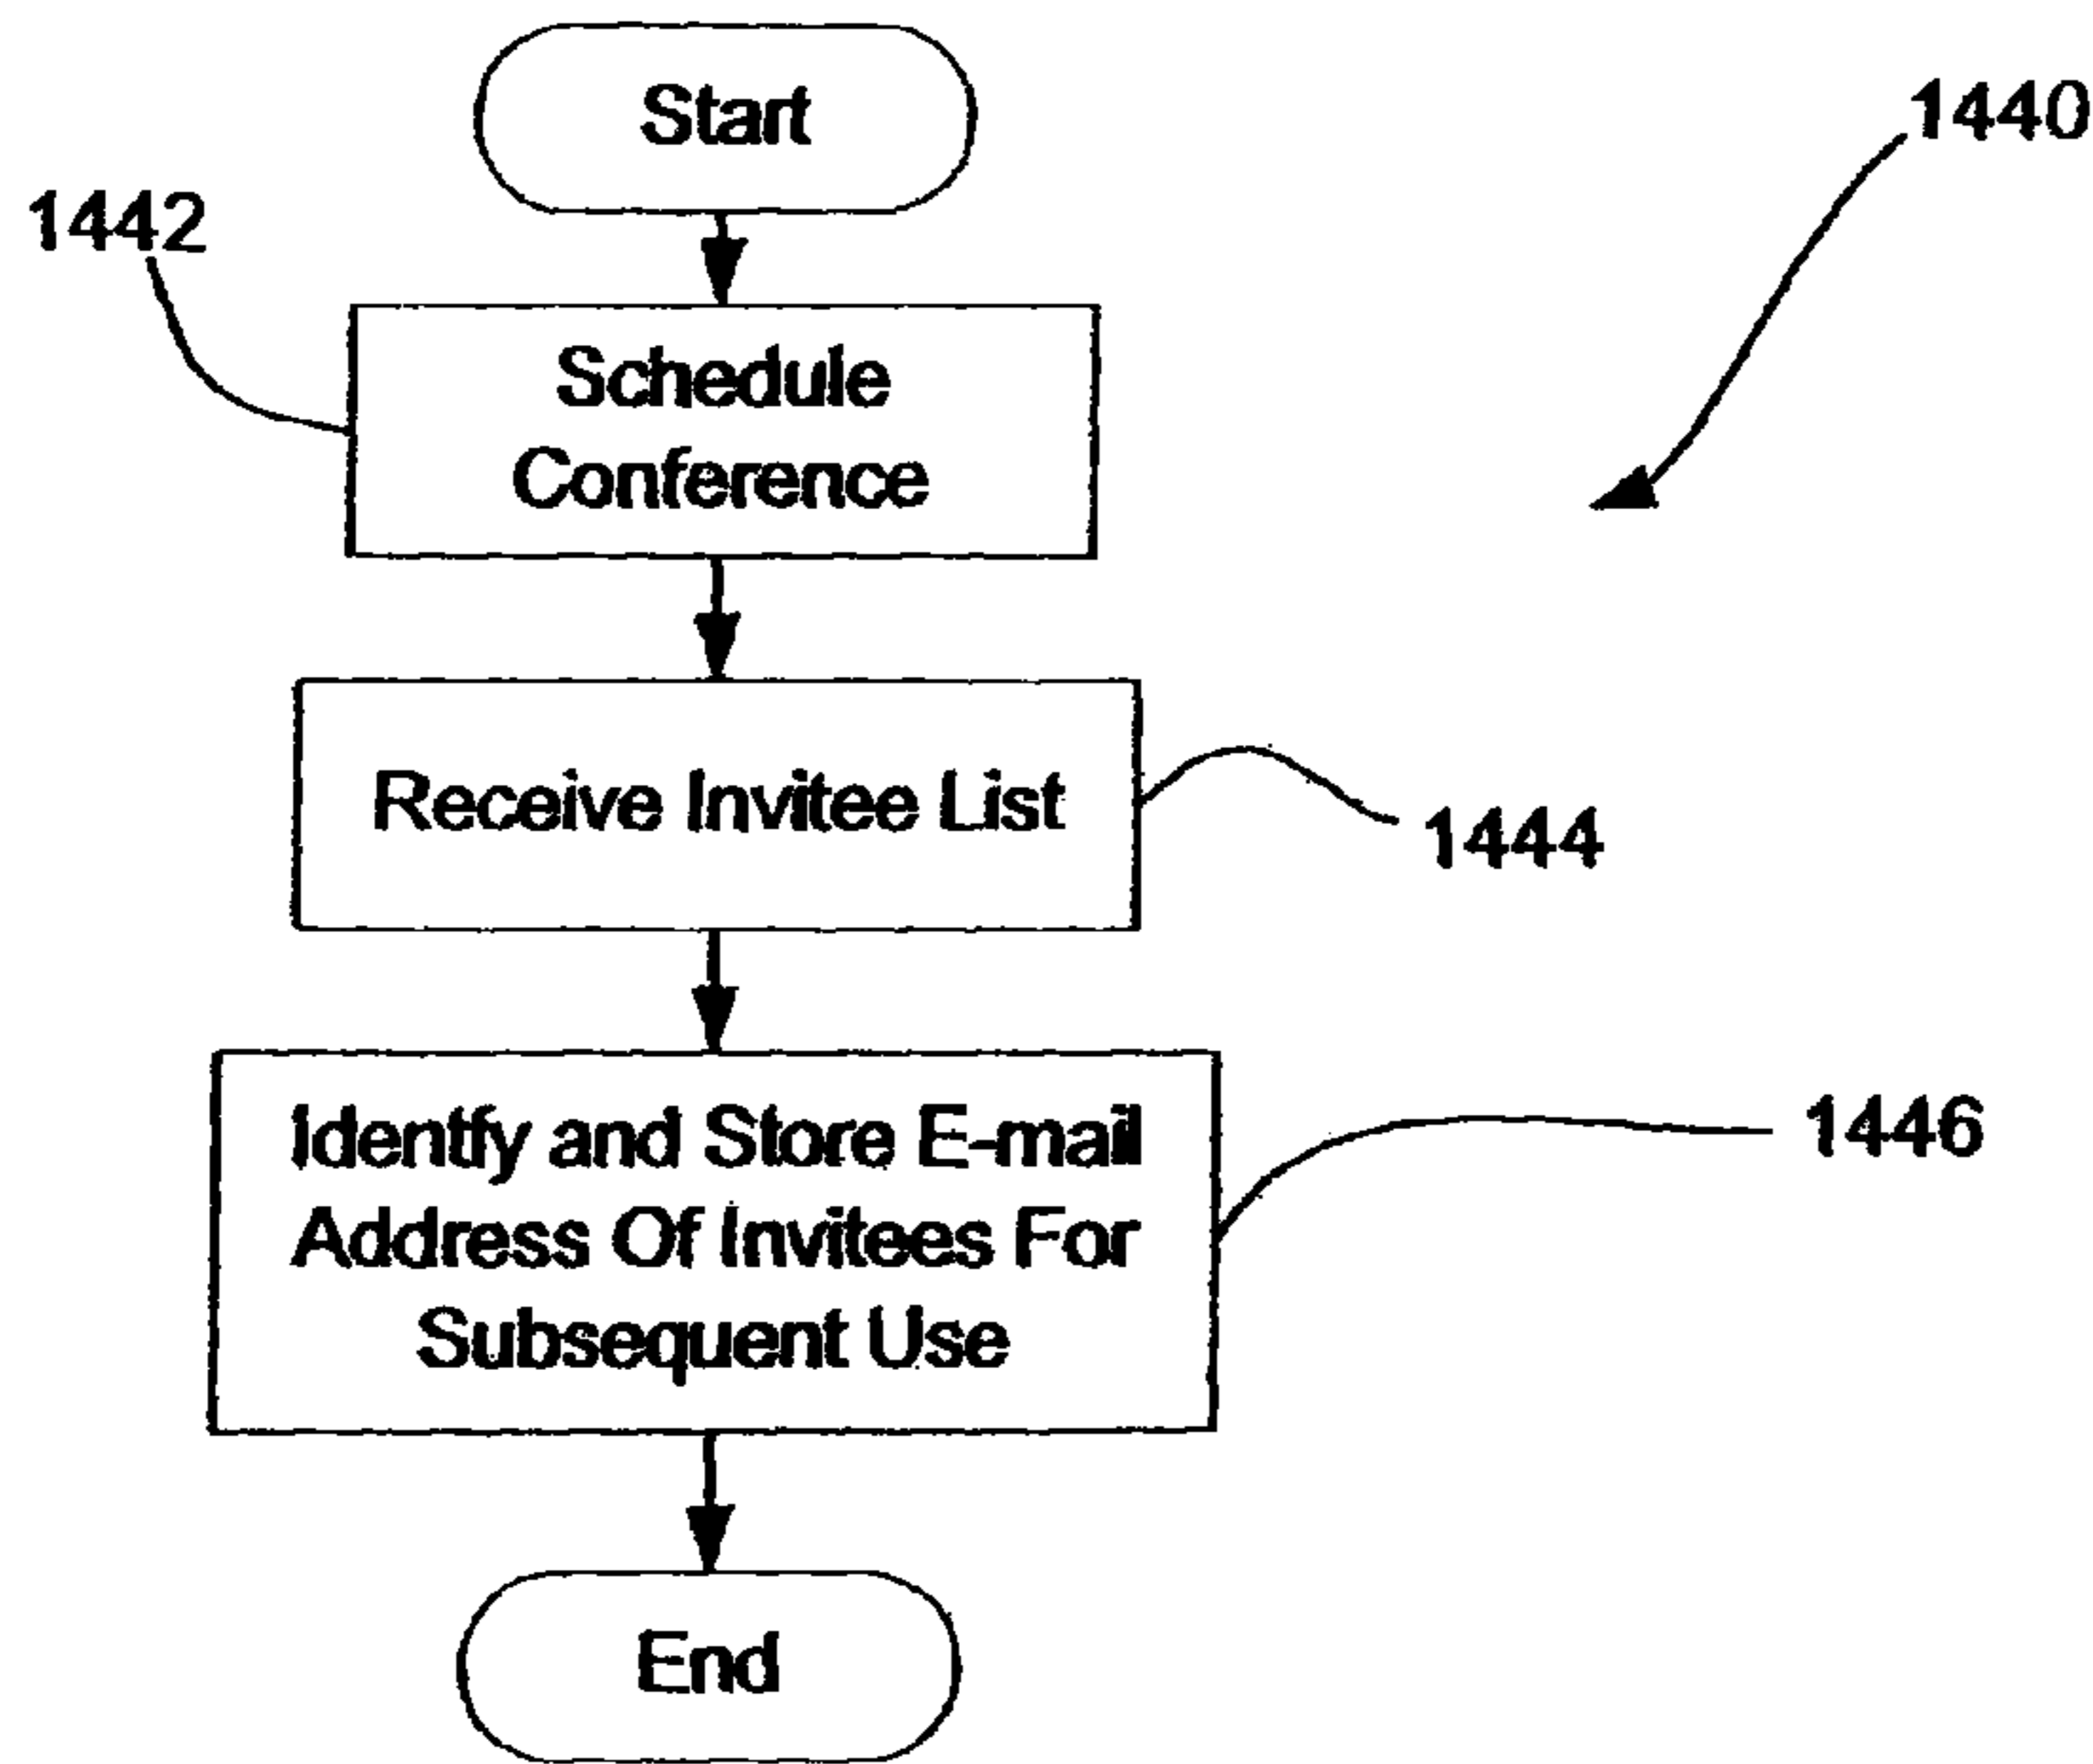 Start
1440
1442
Schedule
Conference
Receive Invitee List
1444
Identify and Store E-mail
Address Of Invitees For
Subsequent Use
1446
End